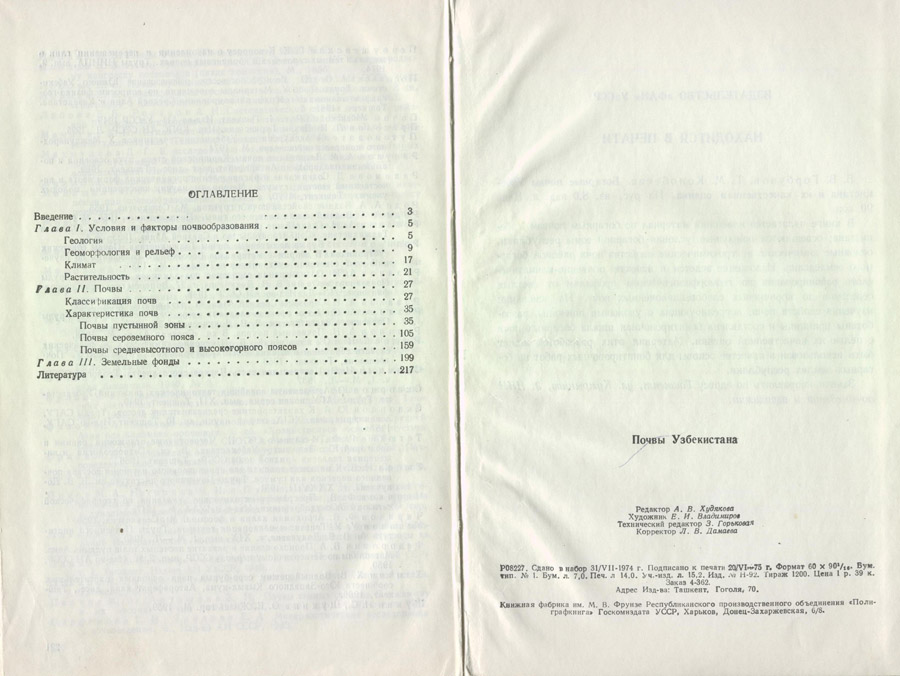 ОГЛАВЛЕНИЕ
Введение . . . . . . . . . . . . . . . . . . . . . . . 3
Глава I. Условия и факторы почвообразования . . . . . . . . . . . . 5
Геология . . . . . . . . . . . . . . . . . . . . 5
Геоморфология и рельеф . . . . . . . . . . . . . . . . . 9
Климат . . . . . . . . . . . . . . . . . . . . 17
Растительность . . . . . . . . . . . . . . . . . . . . 21
Глава II. Почвы . . . . . . . . . . . . . . . . . . . . 27
Классификация почв . . . . . . . . . . . . . . . . . . 27
Характеристика почв . . . . . . . . . . . . . . . . . . 35
Почвы пустынной зоны . . . . . . . . . . . . . . . . . 35
Почвы сероземного пояса . . . . . . . . . . . . . . . . 105
Почвы средневысотного и высокогорного поясов . . . . . . . . . 159
Глава III. Земельные фонды . . . . . . . . . . . . . . . . . 199
Литература . . . . . . . . . . . . . . . . . . . . . . 217
Почвы Узбекистана
Редактор А. В. Худякова
Художник Е. И. Владимиров
Технический редактор З. Горьковая
Корректор Л. В. Дамаева
Р08227. Сдано в набор 31/VII-1974 г. Подписано к печати 20/VI—75 г. Формат 60 × 90¹/₁₆. Бум.
тип. № 1. Бум. л. 7,0. Печ. л 14,0. Уч.-изд. л. 15,2. Изд. № Н-92. Тираж 1200. Цена 1 р. 39 к.
Заказ 4-362.
Адрес Изд-ва: Ташкент, Гоголя, 70.
Книжная фабрика им. М. В. Фрунзе Республиканского производственного объединения «Поли-
графкнига» Госкомиздата УССР, Харьков, Донец-Захаржевская, 6/8.